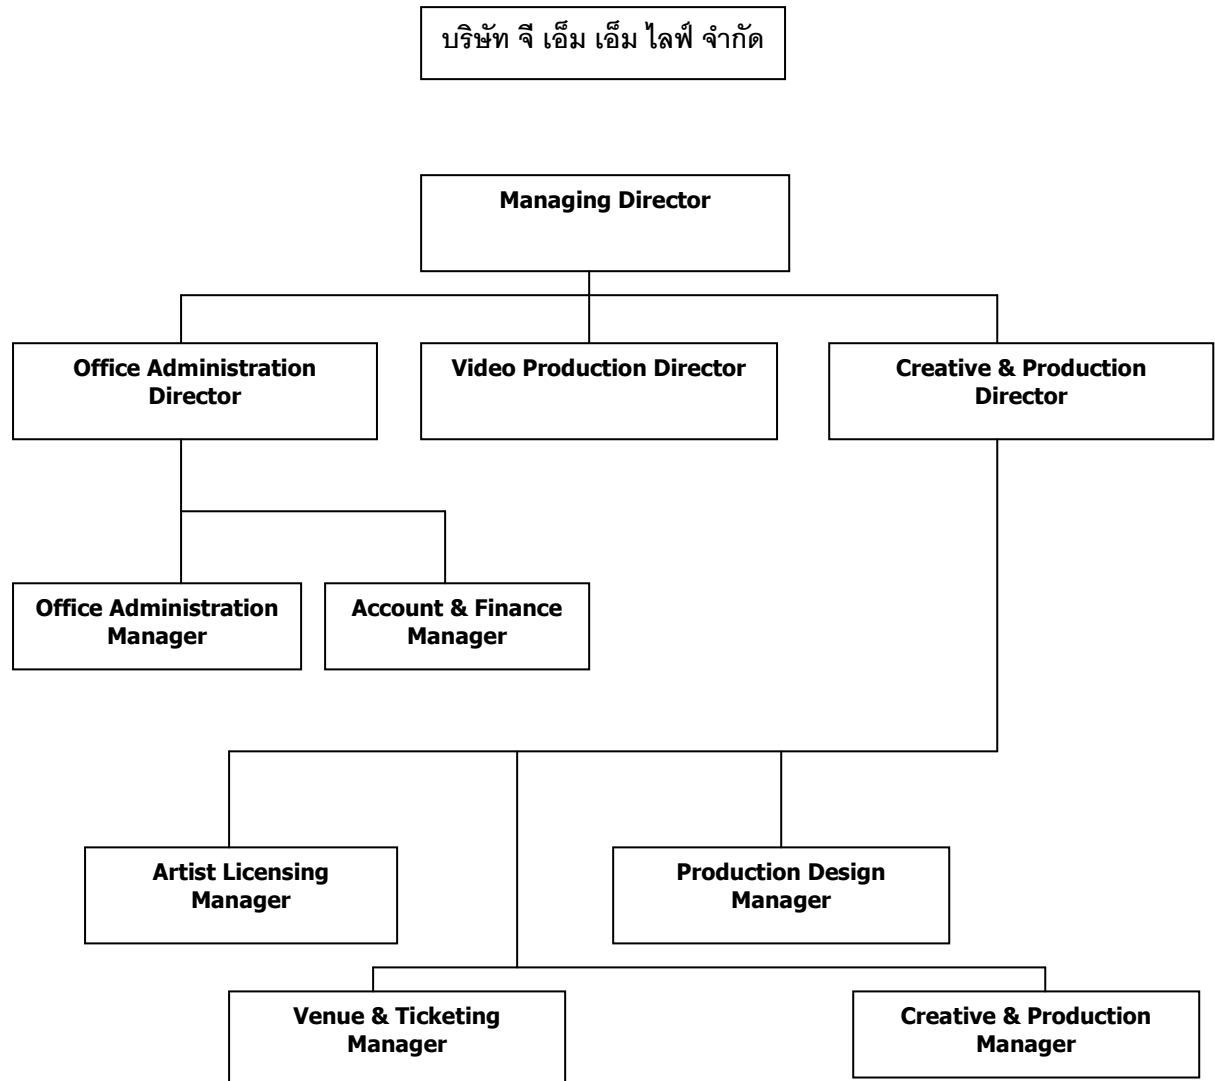 บริษัท จี เอ็ม เอ็ม ไลฟ์ จำกัด
Managing Director
Office Administration
Director
Video Production Director
Creative & Production
Director
Office Administration
Manager
Account & Finance
Manager
Artist Licensing
Manager
Production Design
Manager
Venue & Ticketing
Manager
Creative & Production
Manager